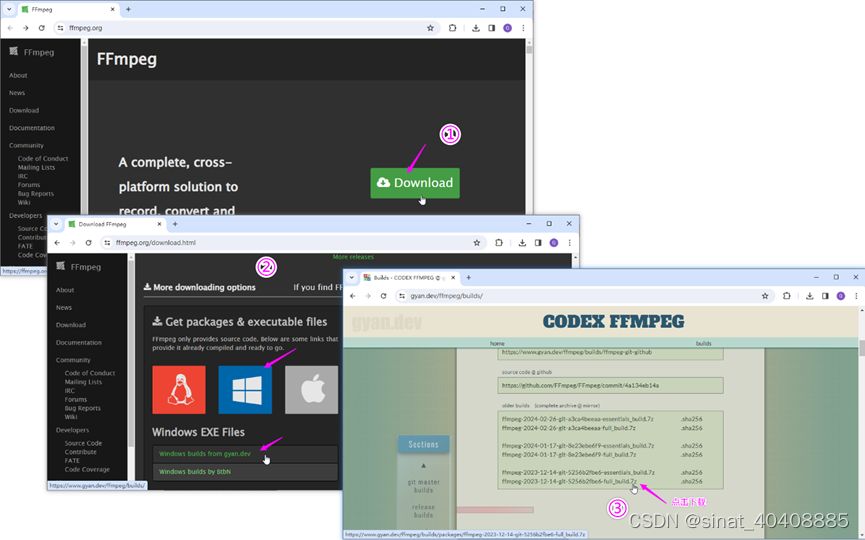 FFmpeg
ffmpeg.org
FFmpeg
About
News
Download
Documentation
Community
Code of Conduct
Mailing Lists
IRC
Forums
Bug Reports
Wiki
Developers
Source Co
Contribut
FATE
Code Co
https://ffmpeg.or
FFmpeg
A complete, cross-
platform solution to
record, convert and
①
Download
Download FFmpeg
ffmpeg.org/download.html
FFmpeg
About
News
Download
Documentation
Community
Code of Conduct
Mailing Lists
IRC
Forums
Bug Reports
Wiki
Developers
Source Code
Contribute
FATE
Code Coverage
https://www.gyan.dev/ffmpeg/builds/
More releases
②
More downloading options
If you find FF
Get packages & executable files
FFmpeg only provides source code. Below are some links that
provide it already compiled and ready to go.
Windows EXE Files
Windows builds from gyan.dev
Windows builds by BtbN
Builds - CODEX FFMPEG @ g
gyan.dev/ffmpeg/builds/
gyan.dev
CODEX FFMPEG
home
builds
https://www.gyan.dev/ffmpeg/builds/ffmpeg-git-github
source code @ github
https://github.com/FFmpeg/FFmpeg/commit/4a134eb14a
older builds (complete archive @ mirror)
ffmpeg-2024-02-26-git-a3ca4beeaa-essentials_build.7z .sha256
ffmpeg-2024-02-26-git-a3ca4beeaa-full_build.7z .sha256
ffmpeg-2024-01-17-git-8e23ebe6f9-essentials_build.7z .sha256
ffmpeg-2024-01-17-git-8e23ebe6f9-full_build.7z .sha256
ffmpeg-2023-12-14-git-5256b2fbe6-essentials_build.7z .sha256
ffmpeg-2023-12-14-git-5256b2fbe6-full_build.7z .sha256
Sections
git master
builds
release
builds
③
点击下载
https://www.gyan.dev/ffmpeg/builds/packages/ffmpeg-2023-12-14-git-5256b2fbe6-full_build.7z
CSDN @sinat_40408885